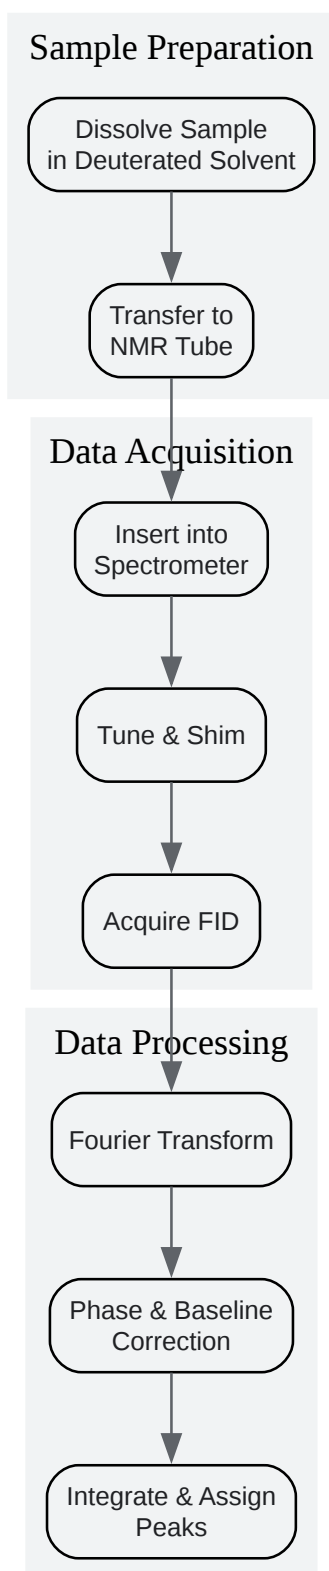 Sample Preparation
Dissolve Sample
in Deuterated Solvent
Transfer to
NMR Tube
Data Acquisition
Insert into
Spectrometer
Tune & Shim
Acquire FID
Data Processing
Fourier Transform
Phase & Baseline
Correction
Integrate & Assign
Peaks